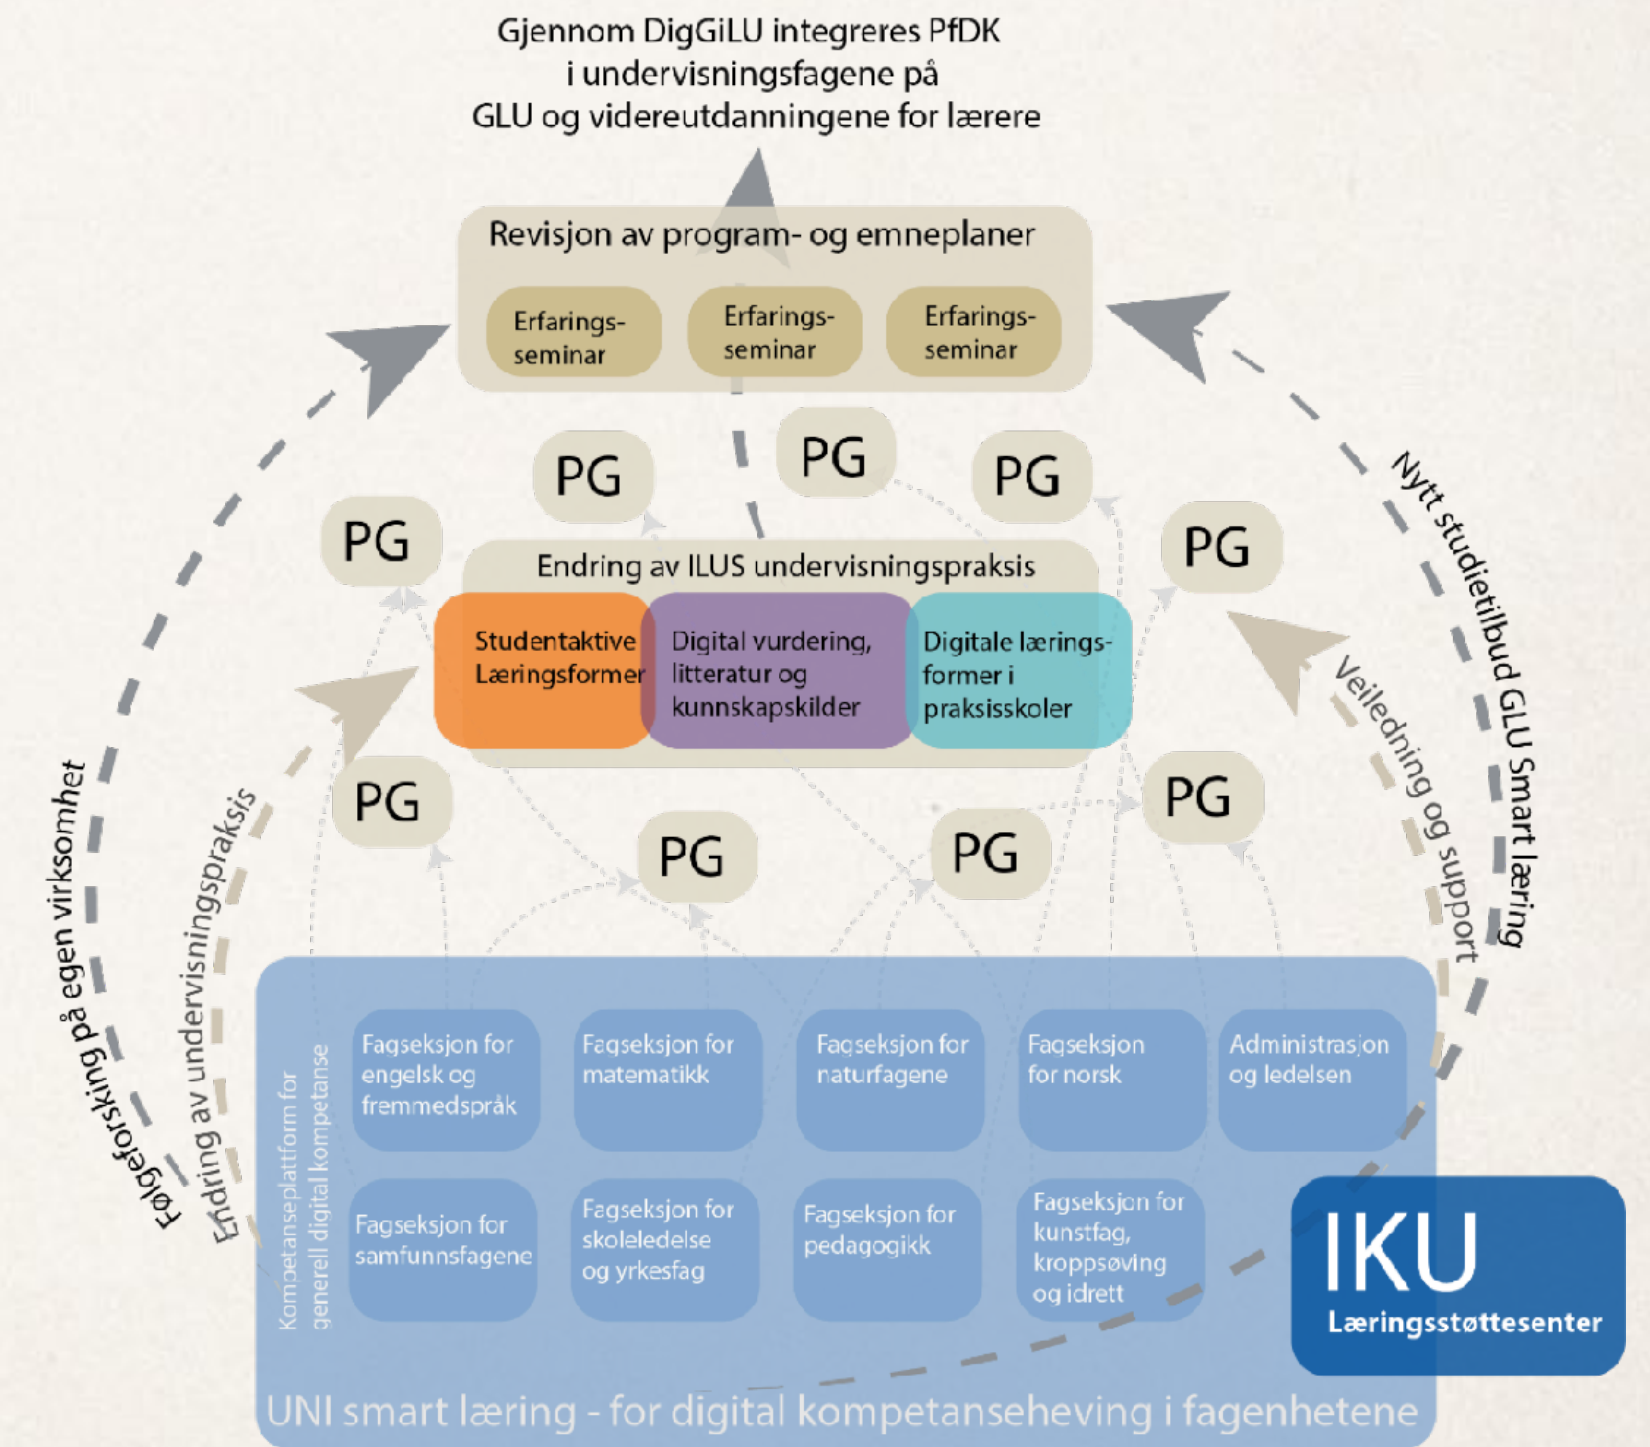 Gjennom DigGiLU integreres PfDK
i undervisningsfagene på
GLU og videreutdanningene for lærere
Revisjon av program- og emneplaner
Erfarings-
seminar
Erfarings-
seminar
Erfarings-
seminar
PG
PG
PG
PG
PG
Endring av ILUS undervisningspraksis
Studentaktive
Læringsformer
Digital vurdering,
litteratur og
kunnskapskilder
Digitale lærings-
former i
praksisskoler
PG
PG
PG
PG
Følgeforsking på egen virksomhet
Endring av undervisningspraksis
Veiledning og support
Nytt studietilbud GLU Smart læring
Kompetanseplattform for
generell digital kompetanse
Fagseksjon for
engelsk og
fremmedspråk
Fagseksjon for
matematikk
Fagseksjon for
naturfagene
Fagseksjon
for norsk
Administrasjon
og ledelsen
Fagseksjon for
samfunnsfagene
Fagseksjon for
skoleledelse
og yrkesfag
Fagseksjon for
pedagogikk
Fagseksjon for
kunstfag,
kroppsøving
og idrett
IKU
Læringsstøttesenter
UNI smart læring - for digital kompetanseheving i fagenhetene